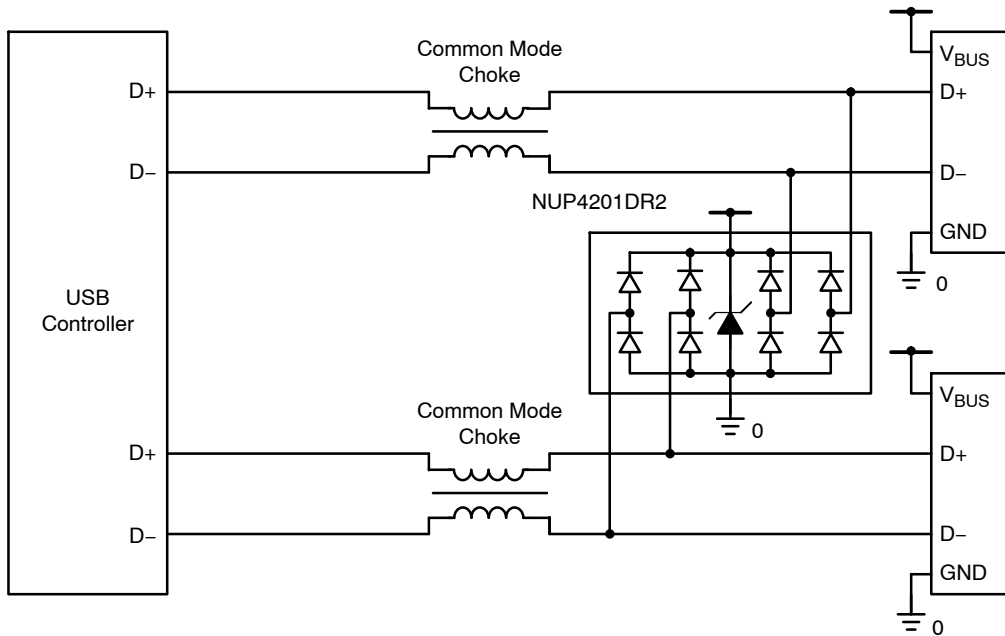 Common Mode
Choke
V_BUS
D+
D+
D−
D−
NUP4201DR2
GND
0
USB
Controller
V_BUS
Common Mode
Choke
0
D+
D+
D−
D−
GND
0